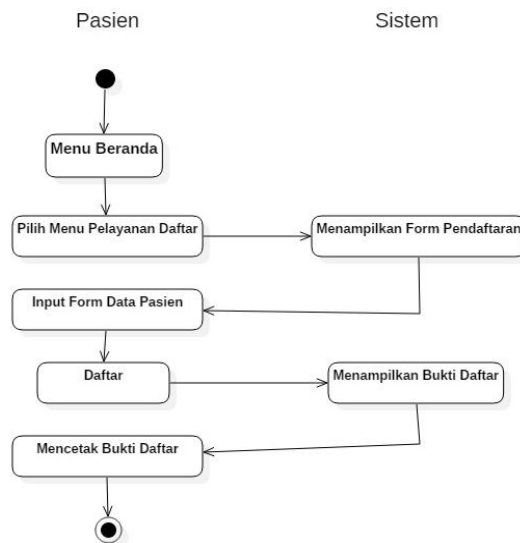 Pasien
Sistem
Menu Beranda
Pilih Menu Pelayanan Daftar
Menampilkan Form Pendaftaran
Input Form Data Pasien
Daftar
Menampilkan Bukti Daftar
Mencetak Bukti Daftar